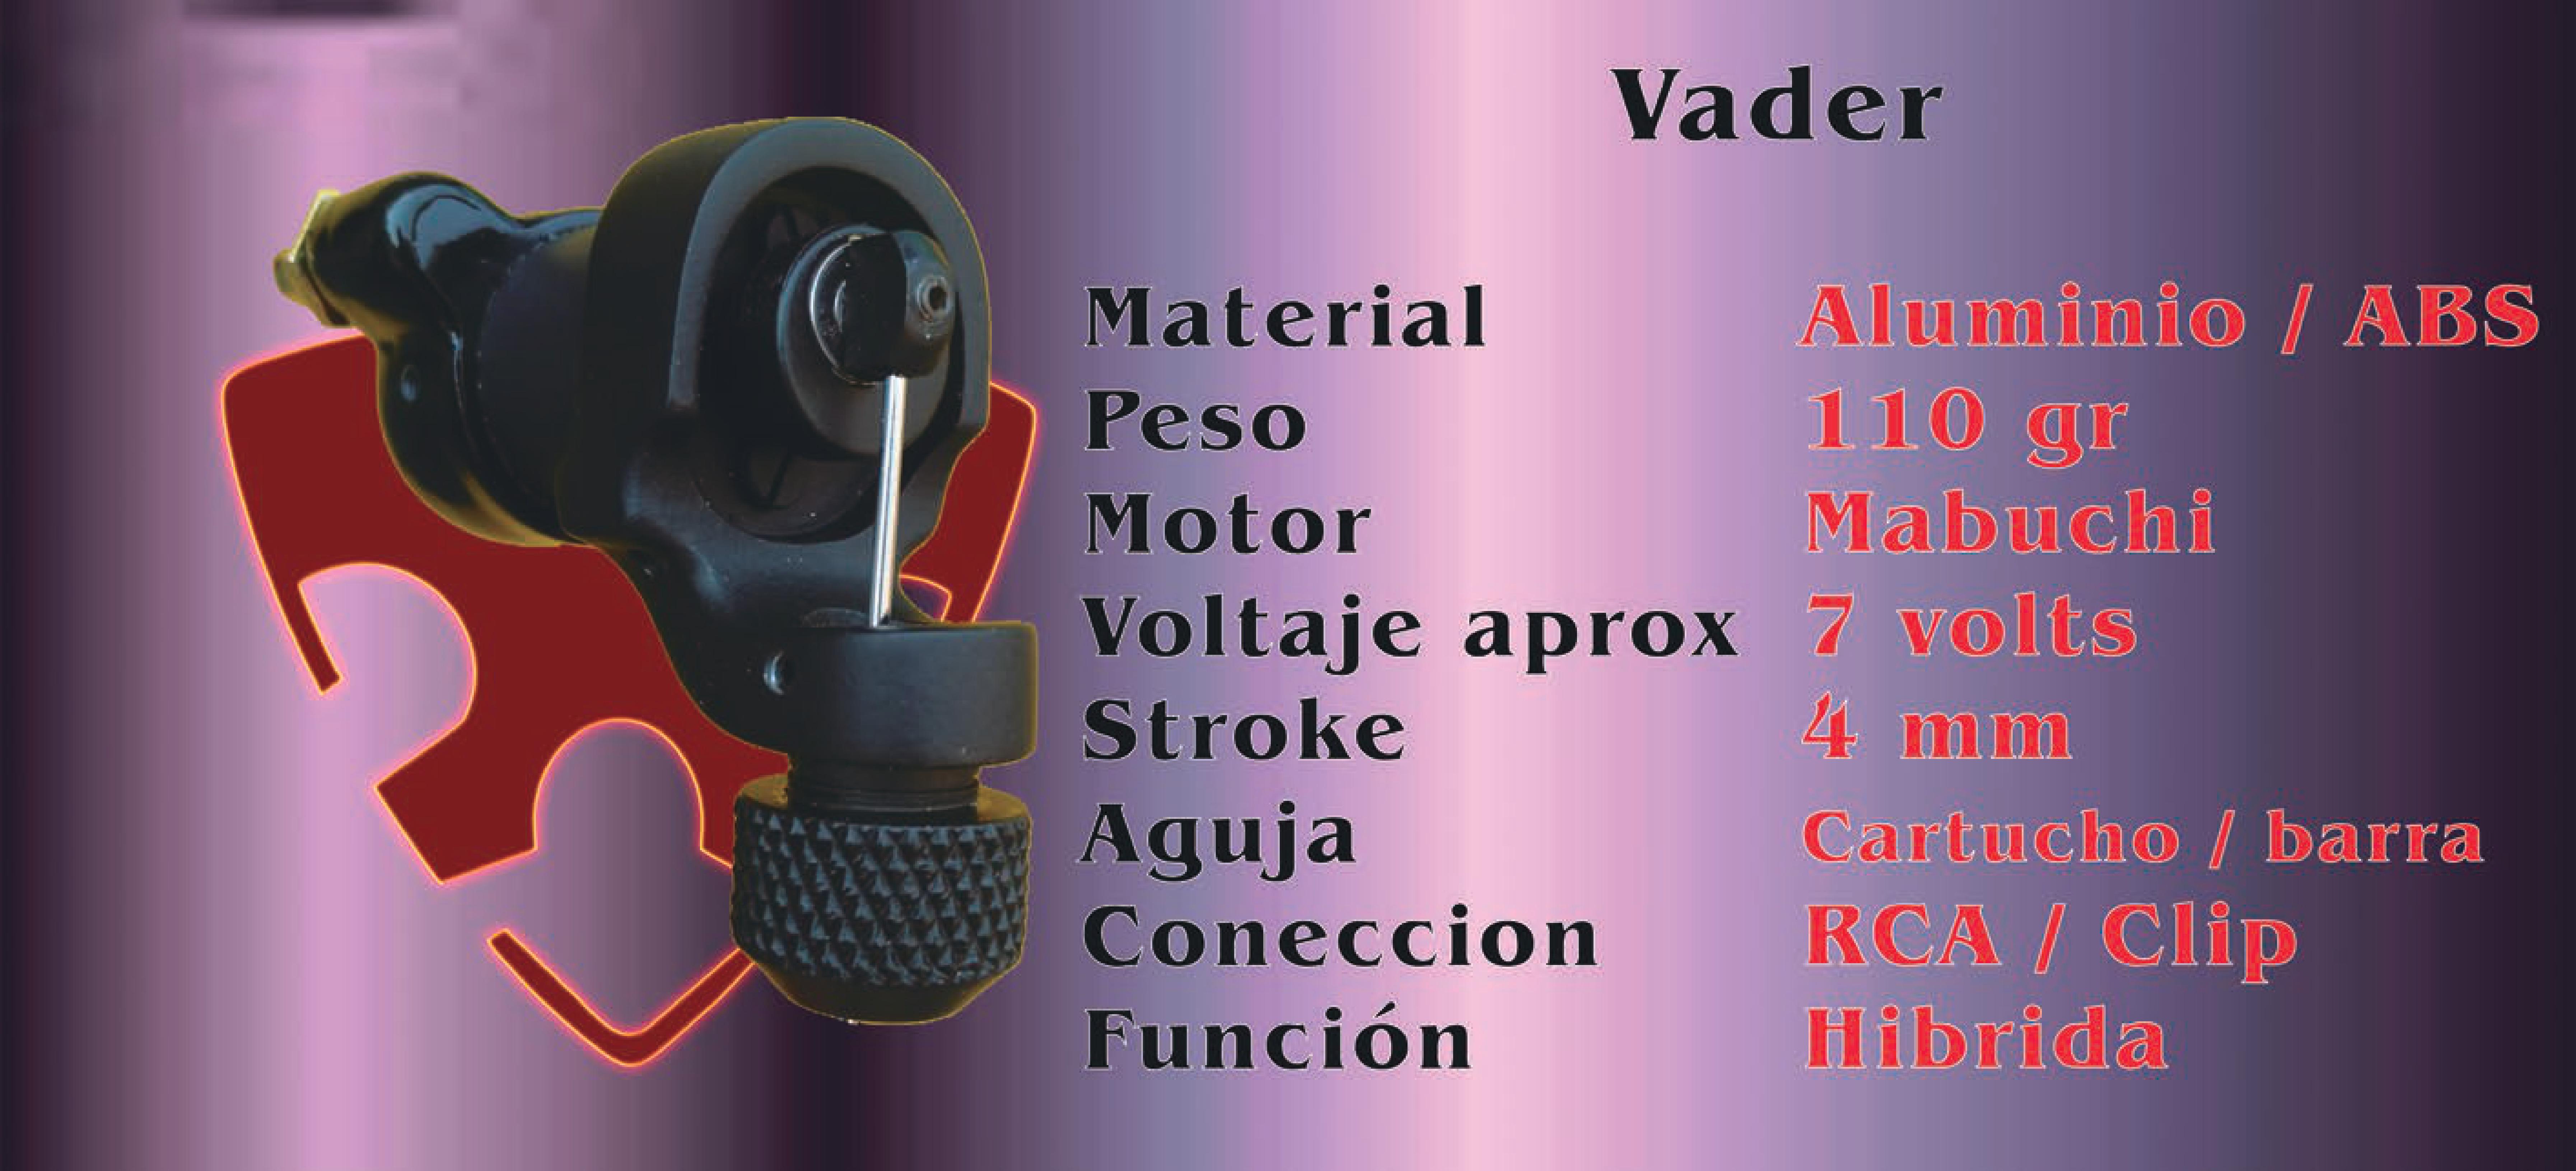 Vader
Material Aluminio / ABS
Peso 110 gr
Motor Mabuchi
Voltaje aprox 7 volts
Stroke 4 mm
Aguja Cartucho / barra
Coneccion RCA / Clip
Función Hibrida